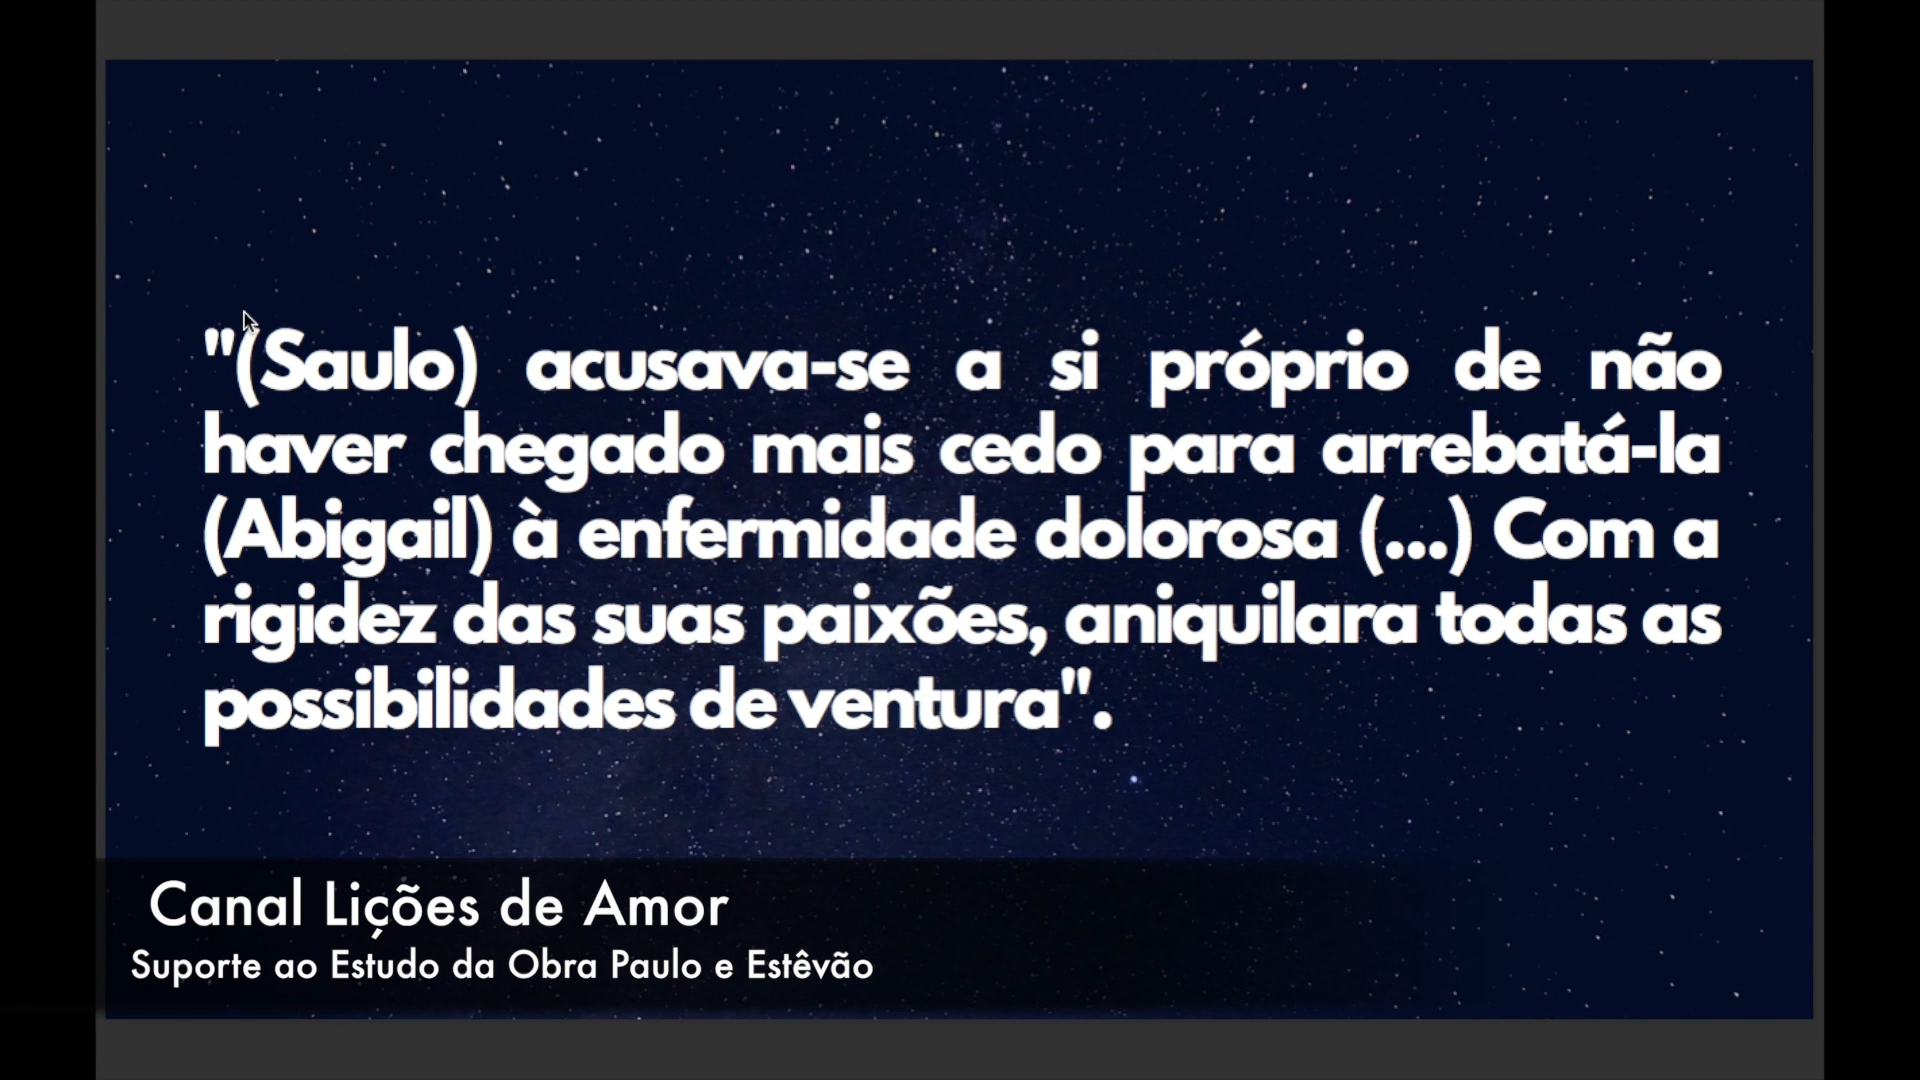 "(Saulo) acusava-se a si próprio de não
haver chegado mais cedo para arrebatá-la
(Abigail) à enfermidade dolorosa (...) Com a
rigidez das suas paixões, aniquilara todas as
possibilidades de ventura".
Canal Lições de Amor
Suporte ao Estudo da Obra Paulo e Estêvão